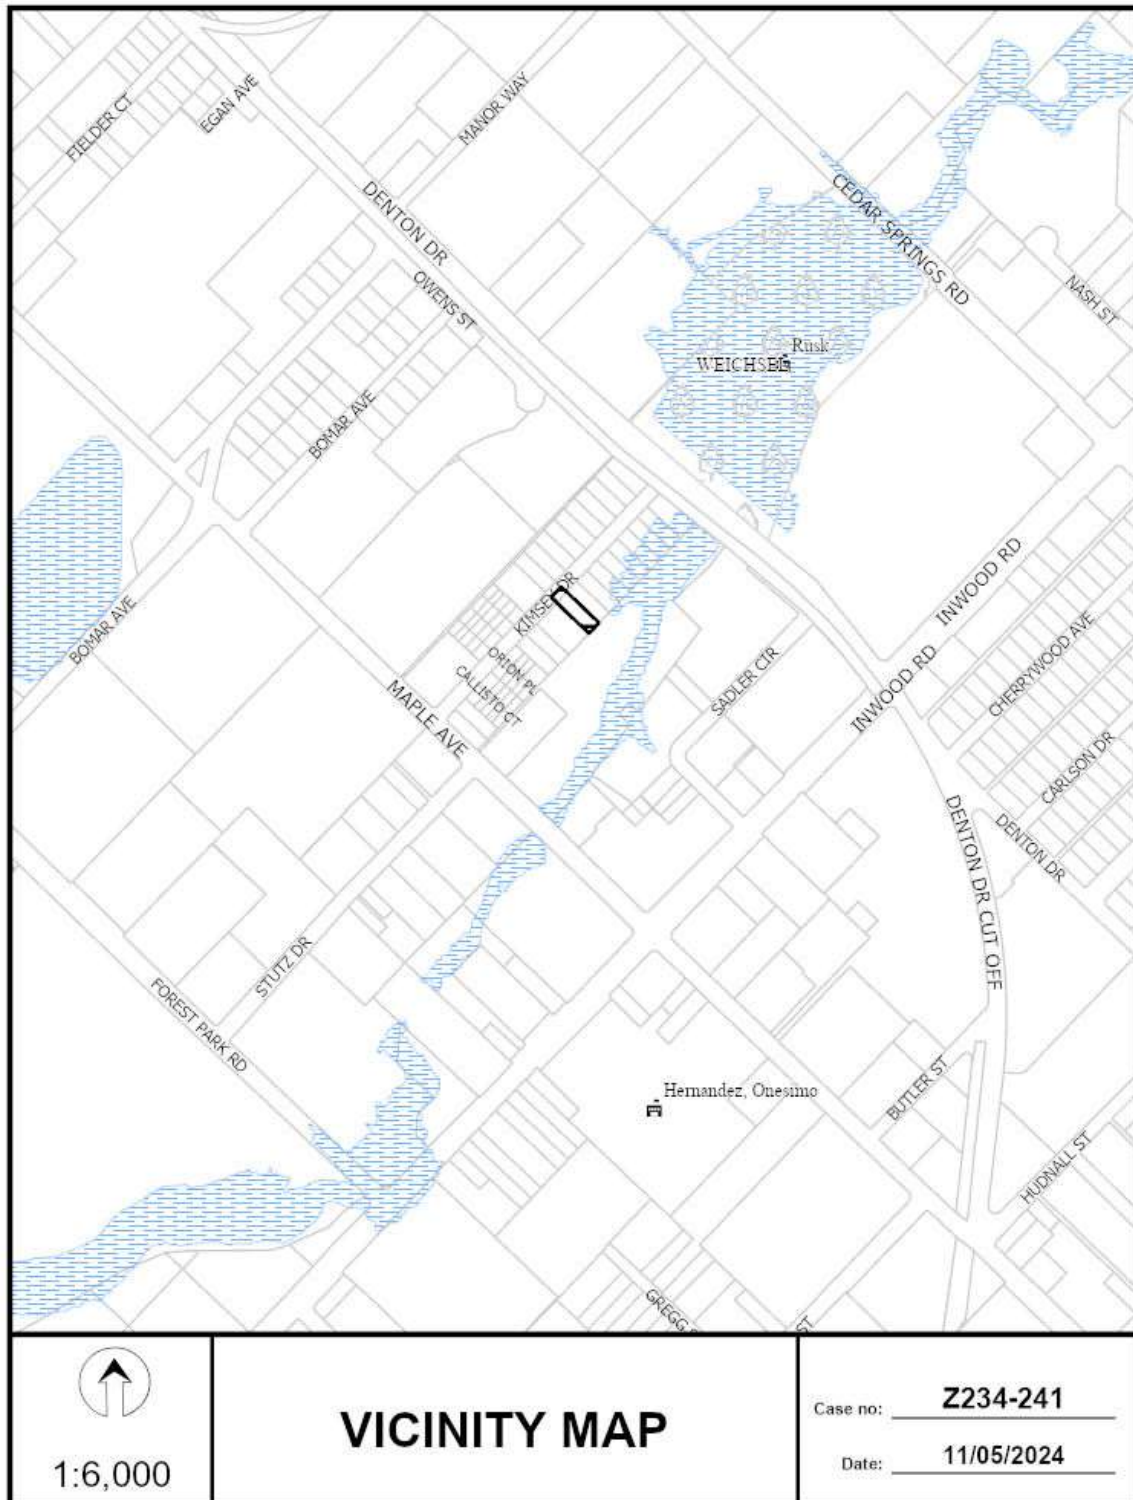 EGAN AVE
MANOR WAY
FIELDER CT
CEDAR SPRINGS RD
DENTON DR
OWENS ST
NASH ST
Rusk
WEICHSEL
BOMAR AVE
INWOOD RD
KIMSEY DR
BOMAR AVE
ORION PL
CALLISTO CT
CHERRYWOOD AVE
SADLER CIR
INWOOD RD
MAPLE AVE
CARLSON DR
DENTON DR
DENTON DR CUT OFF
STUTZ DR
FOREST PARK RD
Hernandez, Onesimo
BUTLER ST
HUDNALL ST
GREGG
ST
1:6,000
VICINITY MAP
Case no: Z234-241
Date: 11/05/2024